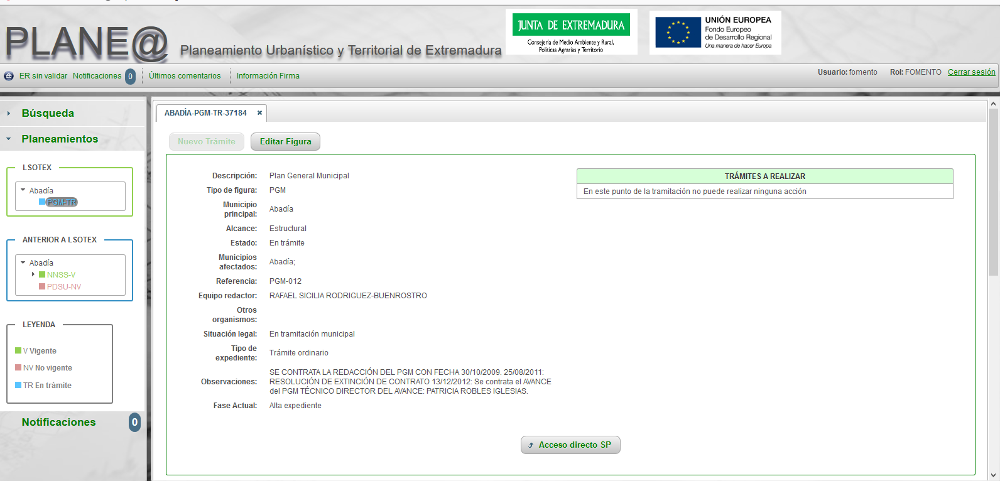 PLANE@
Planeamiento Urbanístico y Territorial de Extremadura
JUNTA DE EXTREMADURA
Consejería de Medio Ambiente y Rural,
Políticas Agrarias y Territorio
UNIÓN EUROPEA
Fondo Europeo
de Desarrollo Regional
Una manera de hacer Europa
ER sin validar Notificaciones 0 Últimos comentarios Información Firma
Usuario: fomento Rol: FOMENTO Cerrar sesión
Búsqueda
Planeamientos
LSOTEX
Abadía
PGM-TR
ANTERIOR A LSOTEX
Abadía
NNSS-V
PDSU-NV
LEYENDA
V Vigente
NV No vigente
TR En trámite
Notificaciones 0
ABADÍA-PGM-TR-37184
Nuevo Trámite Editar Figura
Descripción: Plan General Municipal
Tipo de figura: PGM
Municipio
principal: Abadía
Alcance: Estructural
Estado: En trámite
Municipios
afectados: Abadía;
Referencia: PGM-012
Equipo redactor: RAFAEL SICILIA RODRIGUEZ-BUENROSTRO
Otros
organismos:
Situación legal: En tramitación municipal
Tipo de
expediente: Trámite ordinario
Observaciones: SE CONTRATA LA REDACCIÓN DEL PGM CON FECHA 30/10/2009. 25/08/2011:
RESOLUCIÓN DE EXTINCIÓN DE CONTRATO 13/12/2012: Se contrata el AVANCE
del PGM TÉCNICO DIRECTOR DEL AVANCE: PATRICIA ROBLES IGLESIAS.
Fase Actual: Alta expediente
TRÁMITES A REALIZAR
En este punto de la tramitación no puede realizar ninguna acción
Acceso directo SP